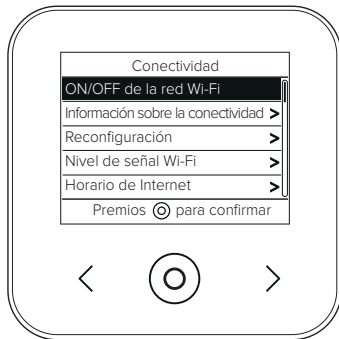 Conectividad
ON/OFF de la red Wi-Fi
Información sobre la conectividad >
Reconfiguración >
Nivel de señal Wi-Fi >
Horario de Internet >
Premios ⊚ para confirmar